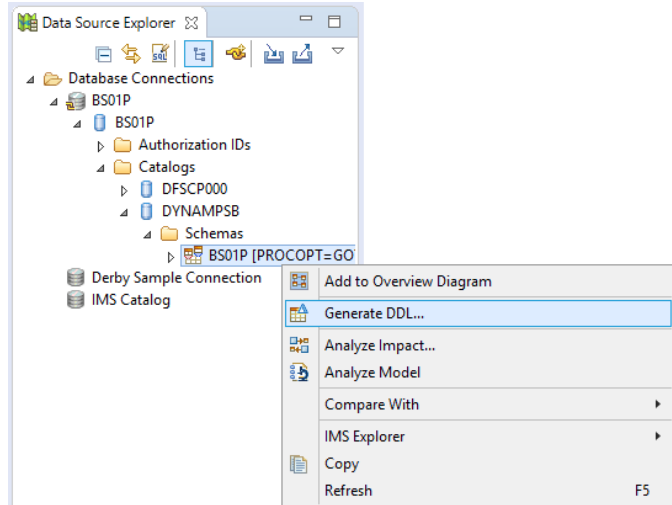 Data Source Explorer
SQL
Database Connections
BS01P
BS01P
Authorization IDs
Catalogs
DFSCP000
DYNAMPSB
Schemas
BS01P [PROCOPT=GO
Derby Sample Connection
IMS Catalog
Add to Overview Diagram
Generate DDL...
Analyze Impact...
Analyze Model
Compare With
IMS Explorer
Copy
Refresh F5